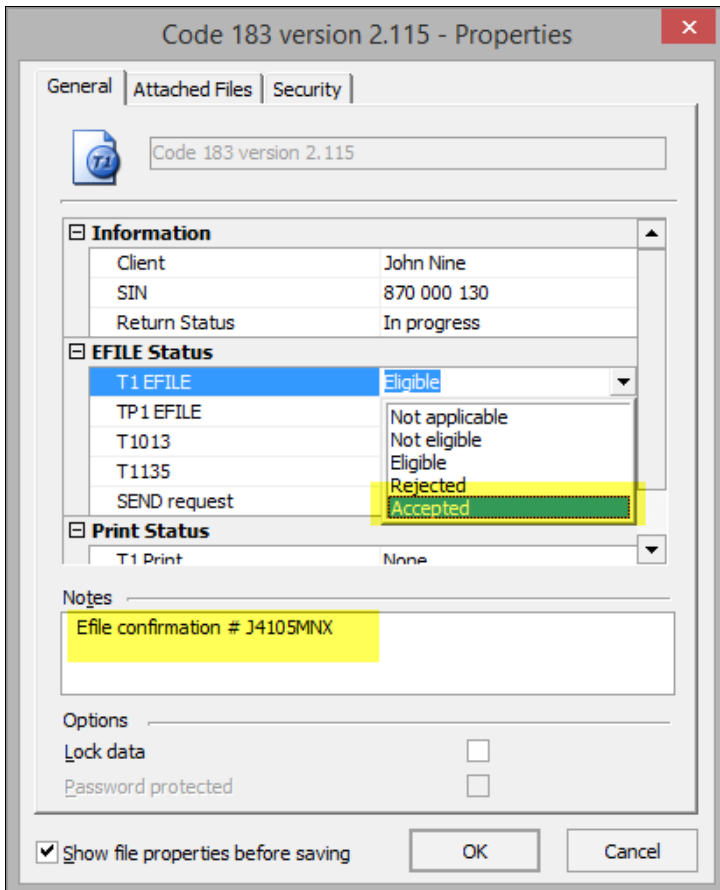 Code 183 version 2.115 - Properties
General Attached Files Security
T1 Code 183 version 2.115
Information
Client John Nine
SIN 870 000 130
Return Status In progress
EFILE Status
T1 EFILE Eligible
TP1 EFILE Not applicable
T1013 Not eligible
Eligible
T1135 Rejected
SEND request Accepted
Print Status
T1 Print None
Notes
Efile confirmation # J4105MNX
Options
Lock data
Password protected
Show file properties before saving OK Cancel